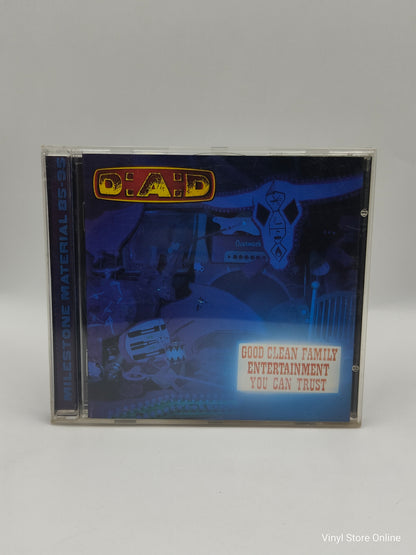 MILESTONE MATERIAL 85-95
D:A:D
GOOD CLEAN FAMILY
ENTERTAINMENT
YOU CAN TRUST
Vinyl Store Online